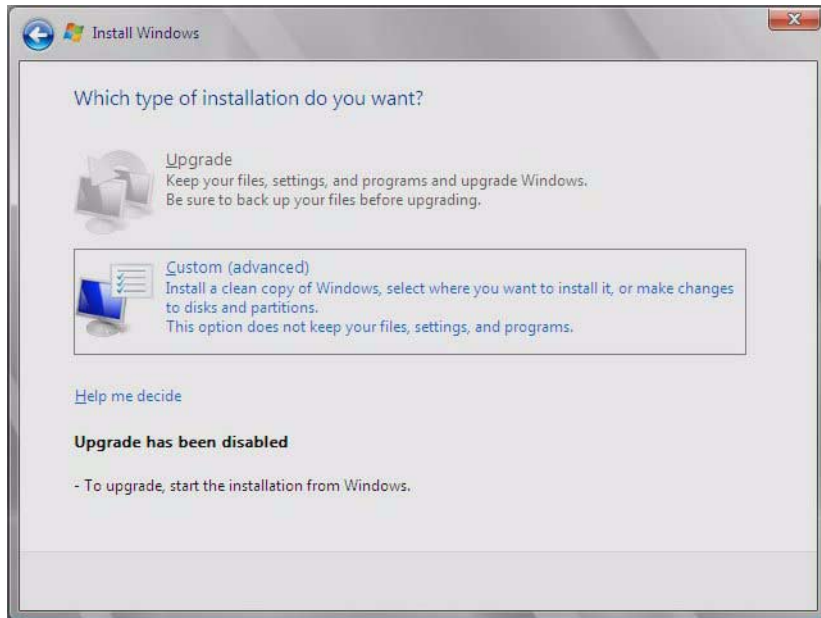 Install Windows
Which type of installation do you want?
Upgrade
Keep your files, settings, and programs and upgrade Windows.
Be sure to back up your files before upgrading.
Custom (advanced)
Install a clean copy of Windows, select where you want to install it, or make changes
to disks and partitions.
This option does not keep your files, settings, and programs.
Help me decide
Upgrade has been disabled
- To upgrade, start the installation from Windows.